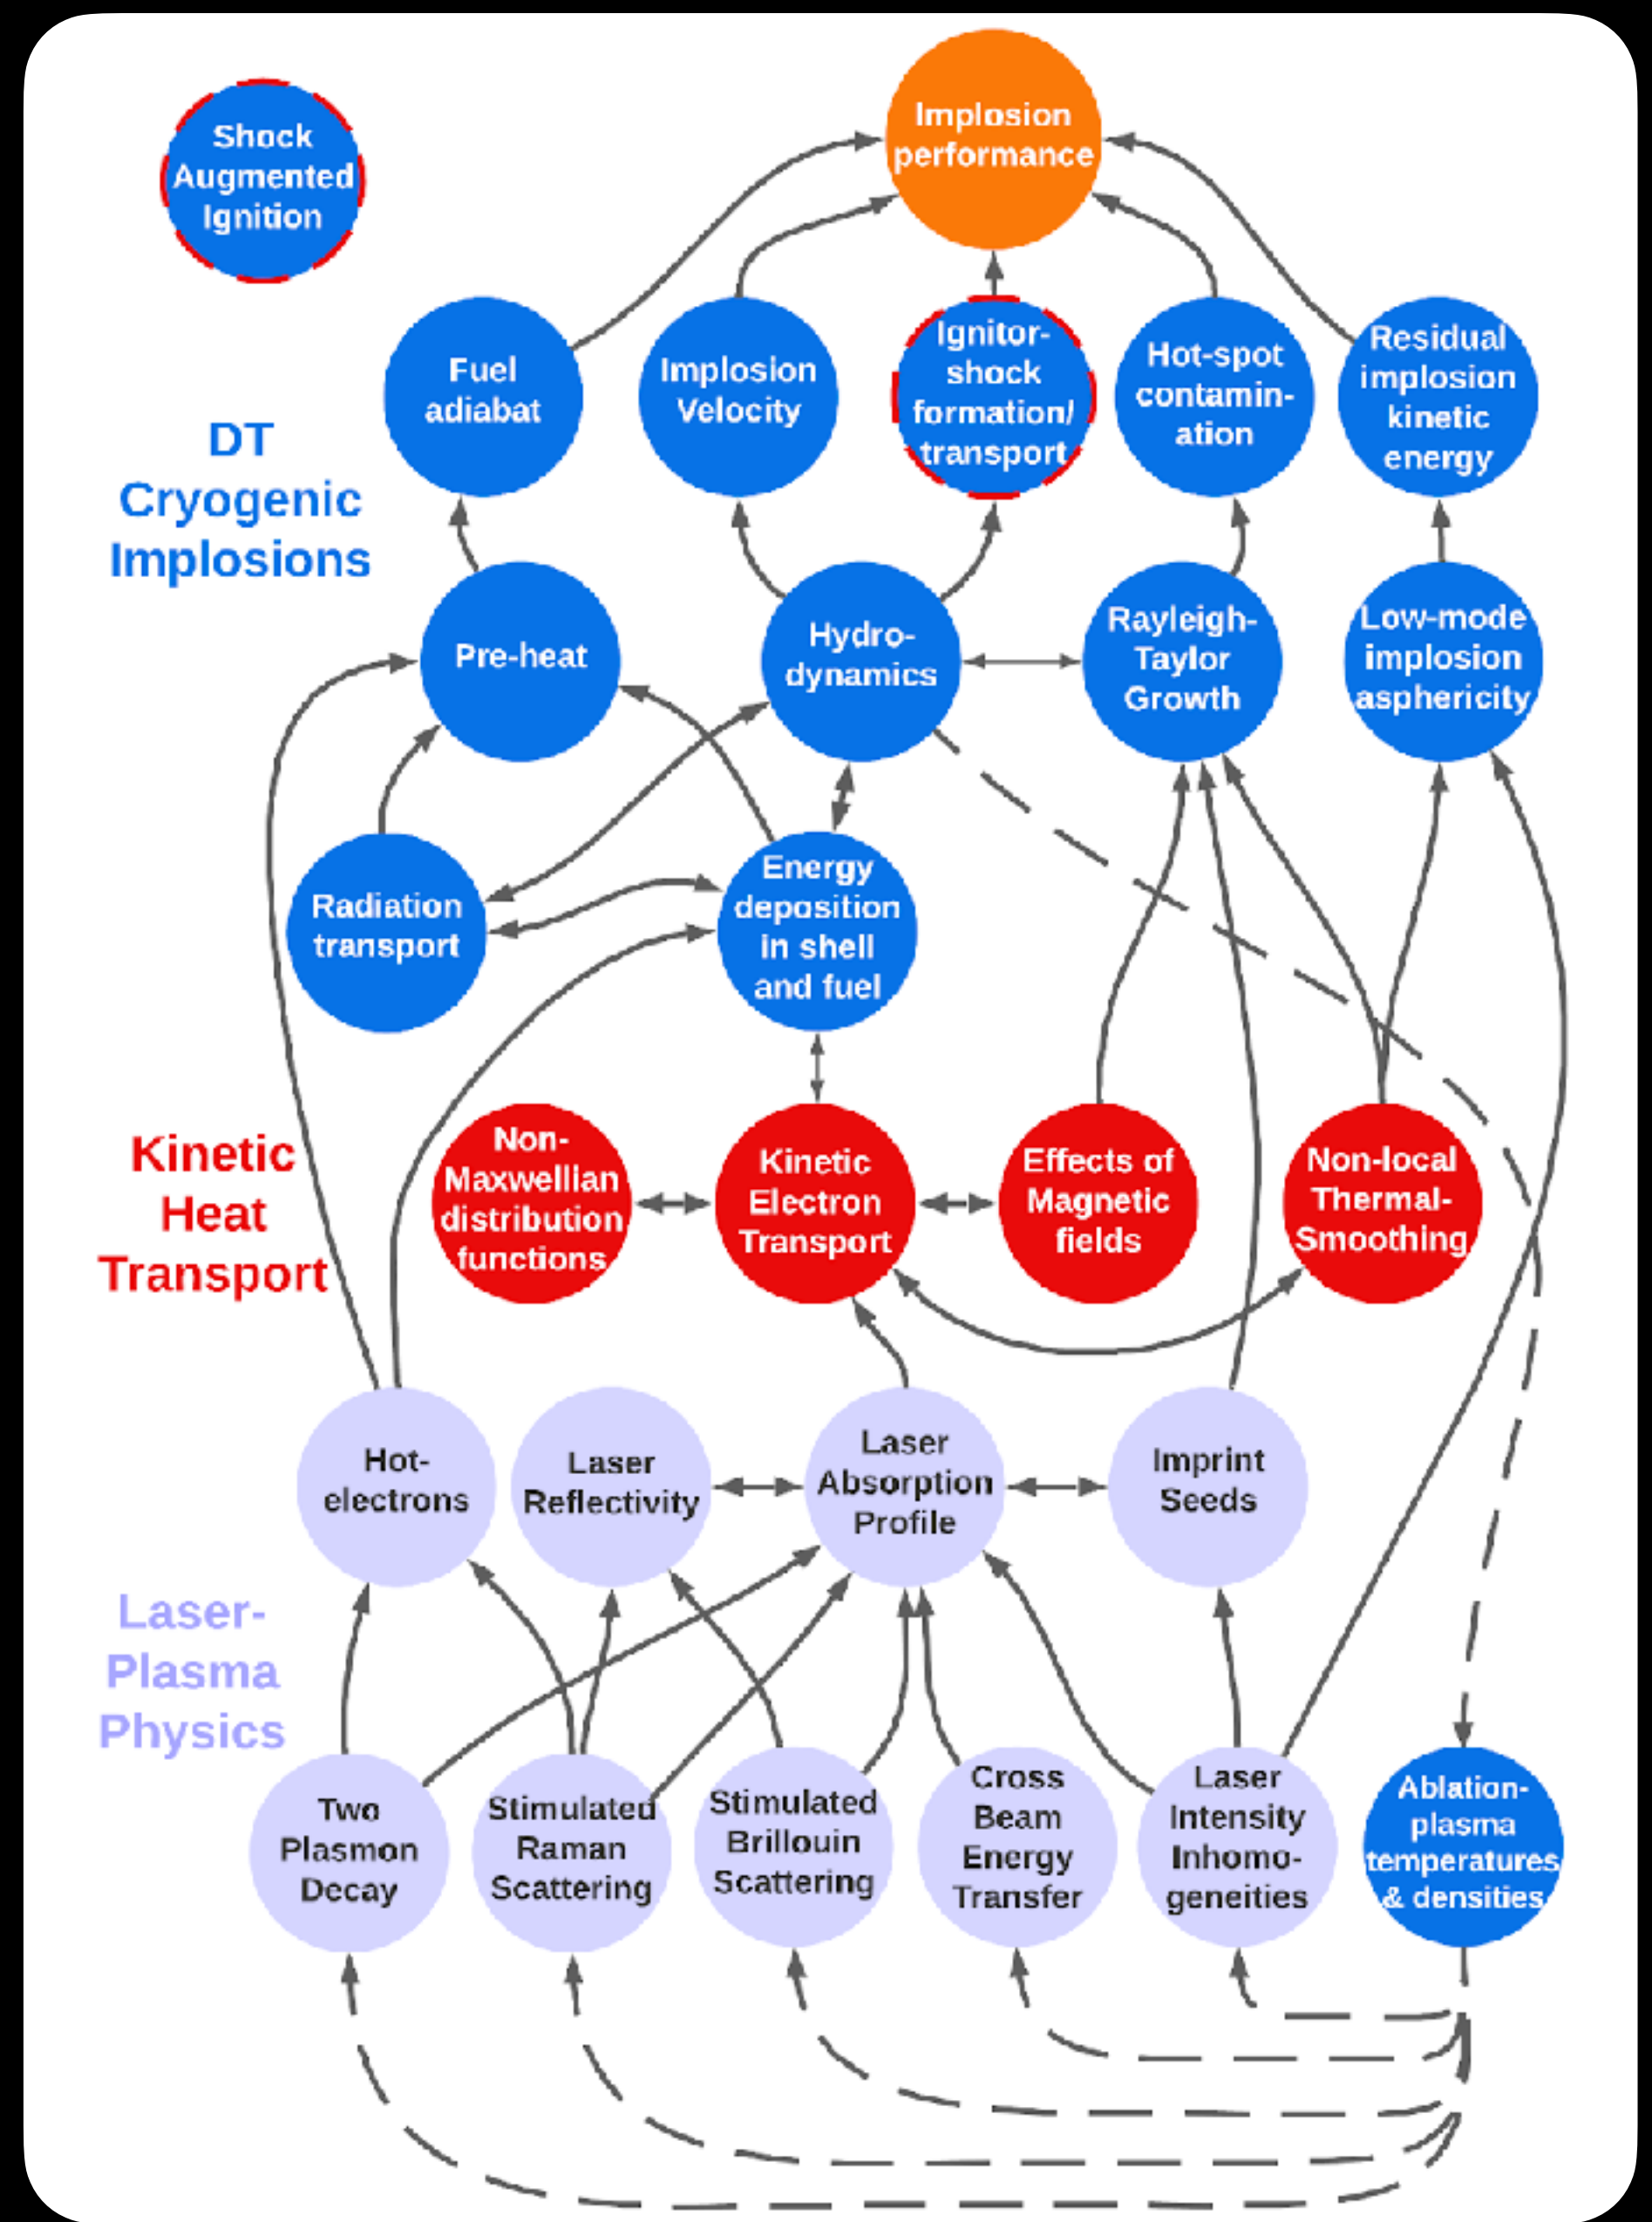 Implosion
performance
Shock
Augmented
Ignition
Fuel
adiabat
Implosion
Velocity
Ignitor-
shock
formation/
transport
Hot-spot
contamin-
ation
Residual
implosion
kinetic
energy
DT
Cryogenic
Implosions
Pre-heat
Hydro-
dynamics
Rayleigh-
Taylor
Growth
Low-mode
implosion
asphericity
Radiation
transport
Energy
deposition
in shell
and fuel
Kinetic
Heat
Transport
Non-
Maxwellian
distribution
functions
Kinetic
Electron
Transport
Effects of
Magnetic
fields
Non-local
Thermal-
Smoothing
Hot-
electrons
Laser
Reflectivity
Laser
Absorption
Profile
Imprint
Seeds
Laser-
Plasma
Physics
Two
Plasmon
Decay
Stimulated
Raman
Scattering
Stimulated
Brillouin
Scattering
Cross
Beam
Energy
Transfer
Laser
Intensity
Inhomo-
geneities
Ablation-
plasma
temperatures
& densities